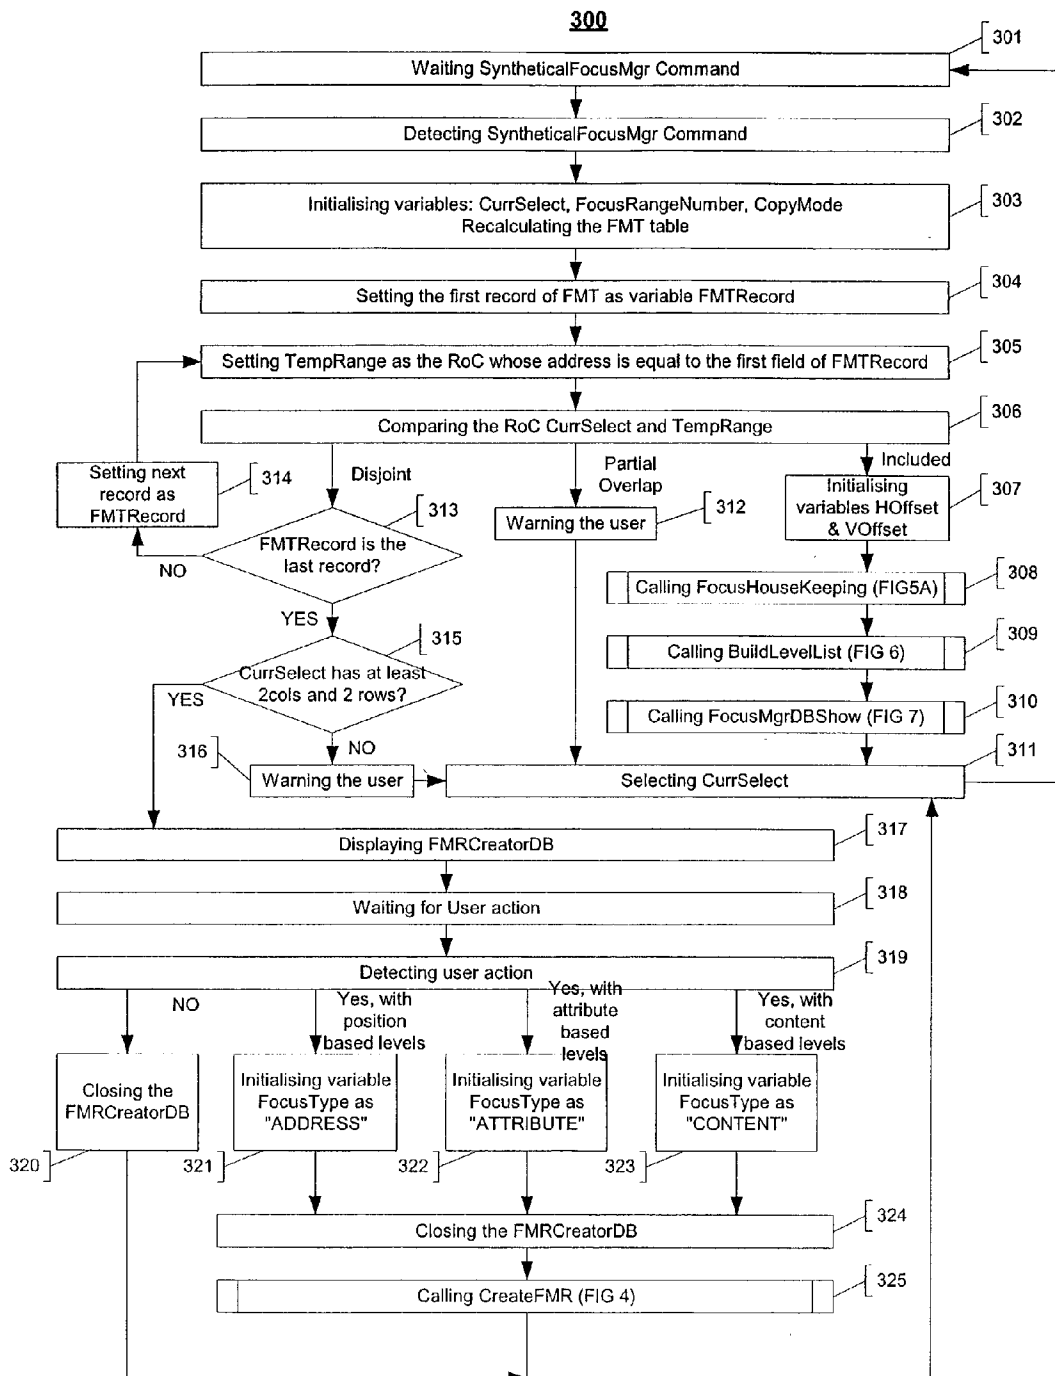 300
301
Waiting SyntheticalFocusMgr Command
302
Detecting SyntheticalFocusMgr Command
303
Initialising variables: CurrSelect, FocusRangeNumber, CopyMode
Recalculating the FMT table
304
Setting the first record of FMT as variable FMTRecord
305
Setting TempRange as the RoC whose address is equal to the first field of FMTRecord
306
Comparing the RoC CurrSelect and TempRange
Setting next
record as
FMTRecord
314
Disjoint
Partial
Overlap
Included
Initialising
variables HOffset
& VOffset
307
313
Warning the user
312
FMTRecord is the
last record?
NO
YES
Calling FocusHouseKeeping (FIG5A)
308
315
Calling BuildLevelList (FIG 6)
309
CurrSelect has at least
2cols and 2 rows?
YES
NO
Calling FocusMgrDBShow (FIG 7)
310
316
Warning the user
Selecting CurrSelect
311
317
Displaying FMRCreatorDB
318
Waiting for User action
319
Detecting user action
NO
Yes, with
position
based levels
Yes, with
attribute
based
levels
Yes, with
content
based levels
Closing the
FMRCreatorDB
Initialising variable
FocusType as
"ADDRESS"
Initialising variable
FocusType as
"ATTRIBUTE"
Initialising variable
FocusType as
"CONTENT"
320
321
322
323
324
Closing the FMRCreatorDB
325
Calling CreateFMR (FIG 4)